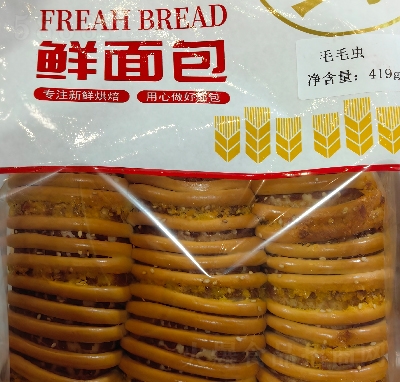 FREAH BREAD
鲜面包
专注新鲜烘焙 用心做好面包
毛毛虫
净含量：419g